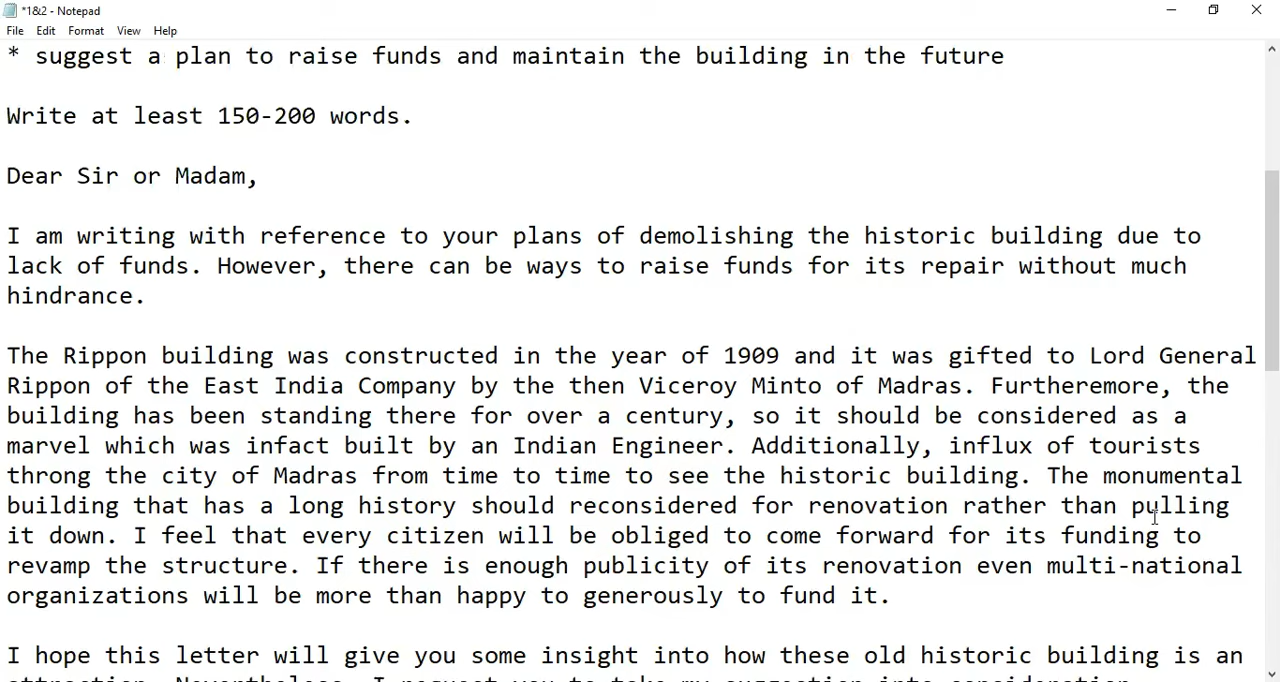 *1&2 - Notepad
File Edit Format View Help
* suggest a plan to raise funds and maintain the building in the future
Write at least 150-200 words.
Dear Sir or Madam,
I am writing with reference to your plans of demolishing the historic building due to
lack of funds. However, there can be ways to raise funds for its repair without much
hindrance.
The Rippon building was constructed in the year of 1909 and it was gifted to Lord General
Rippon of the East India Company by the then Viceroy Minto of Madras. Furtheremore, the
building has been standing there for over a century, so it should be considered as a
marvel which was infact built by an Indian Engineer. Additionally, influx of tourists
throng the city of Madras from time to time to see the historic building. The monumental
building that has a long history should reconsidered for renovation rather than pulling
it down. I feel that every citizen will be obliged to come forward for its funding to
revamp the structure. If there is enough publicity of its renovation even multi-national
organizations will be more than happy to generously to fund it.
I hope this letter will give you some insight into how these old historic building is an
attraction. Nevertheless, I request you to take my suggestion into consideration